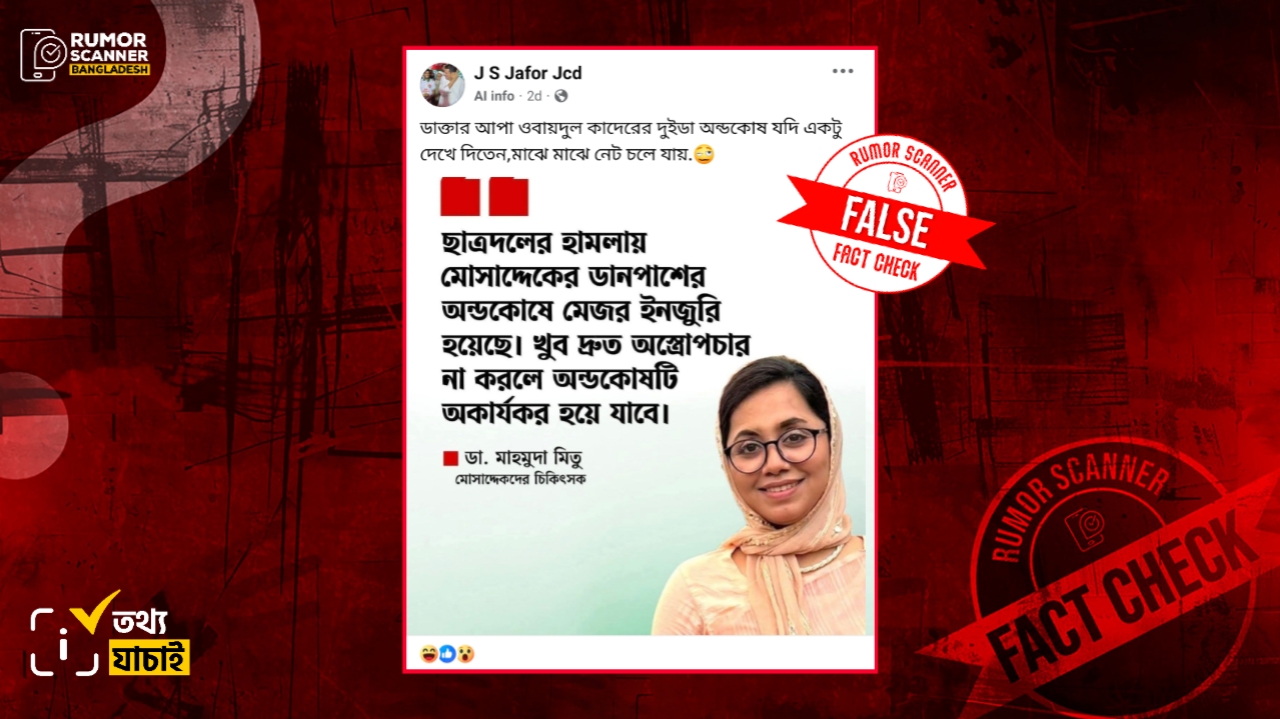 RUMOR
SCANNER
BANGLADESH
J S Jafor Jcd
AI info · 2d ·
ডাক্তার আপা ওবায়দুল কাদেরের দুইডা অন্ডকোষ যদি একটু
দেখে দিতেন,মাঝে মাঝে নেট চলে যায়.
RUMOR SCANNER
FALSE
FACT CHECK
ছাত্রদলের হামলায়
মোসাদ্দেকের ডানপাশের
অন্ডকোষে মেজর ইনজুরি
হয়েছে। খুব দ্রুত অস্ত্রোপচার
না করলে অন্ডকোষটি
অকার্যকর হয়ে যাবে।
ডা. মাহমুদা মিতু
মোসাদ্দেকদের চিকিৎসক
RUMOR SCANNER
FACT CHECK
তথ্য
যাচাই